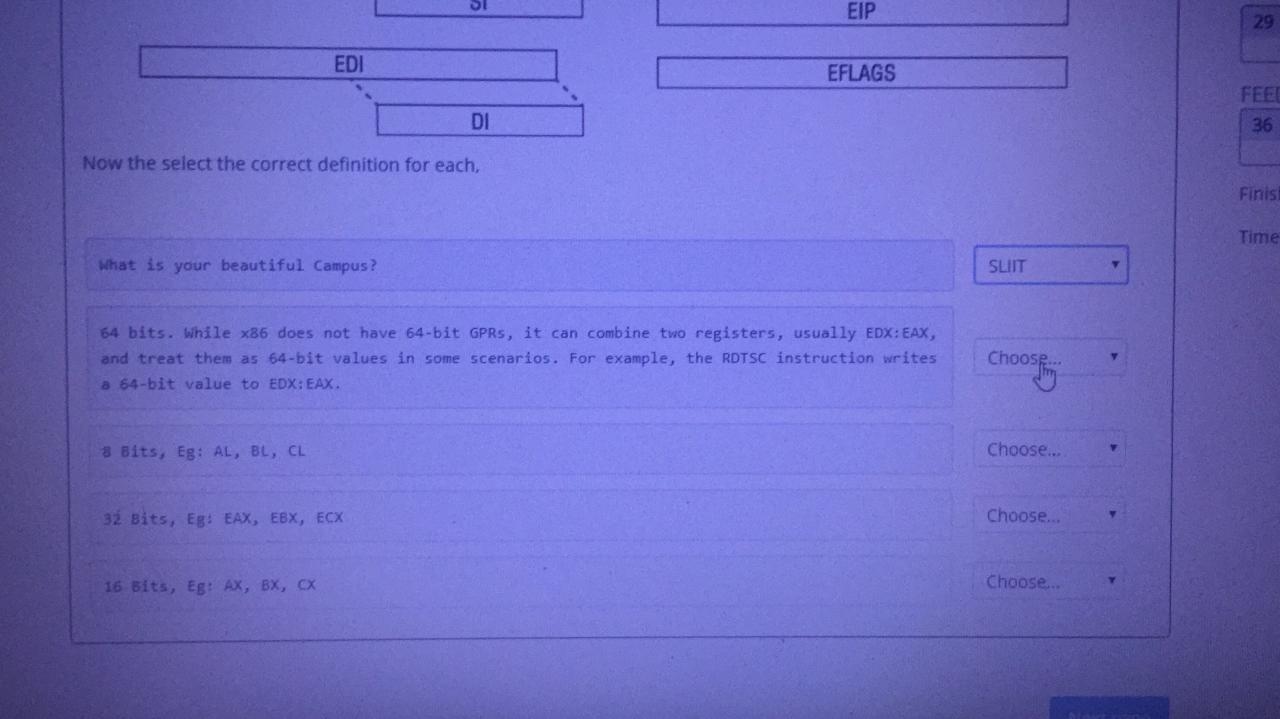 EIP
EDI
EFLAGS
DI
Now the select the correct definition for each,
What is your beautiful Campus?
SLIIT
64 bits. While x86 does not have 64-bit GPRs, it can combine two registers, usually EDX:EAX,
and treat them as 64-bit values in some scenarios. For example, the RDTSC instruction writes
a 64-bit value to EDX:EAX.
Choose...
8 Bits, Eg: AL, BL, CL
Choose...
32 Bits, Eg: EAX, EBX, ECX
Choose...
16 Bits, Eg: AX, BX, CX
Choose...
29
36
Time